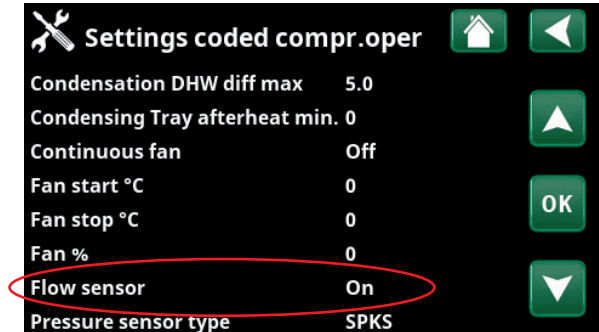 Settings coded compr.oper
Condensation DHW diff max 5.0
Condensing Tray afterheat min. 0
Continuous fan Off
Fan start °C 0
Fan stop °C 0
OK
Fan % 0
Flow sensor On
Pressure sensor type SPKS